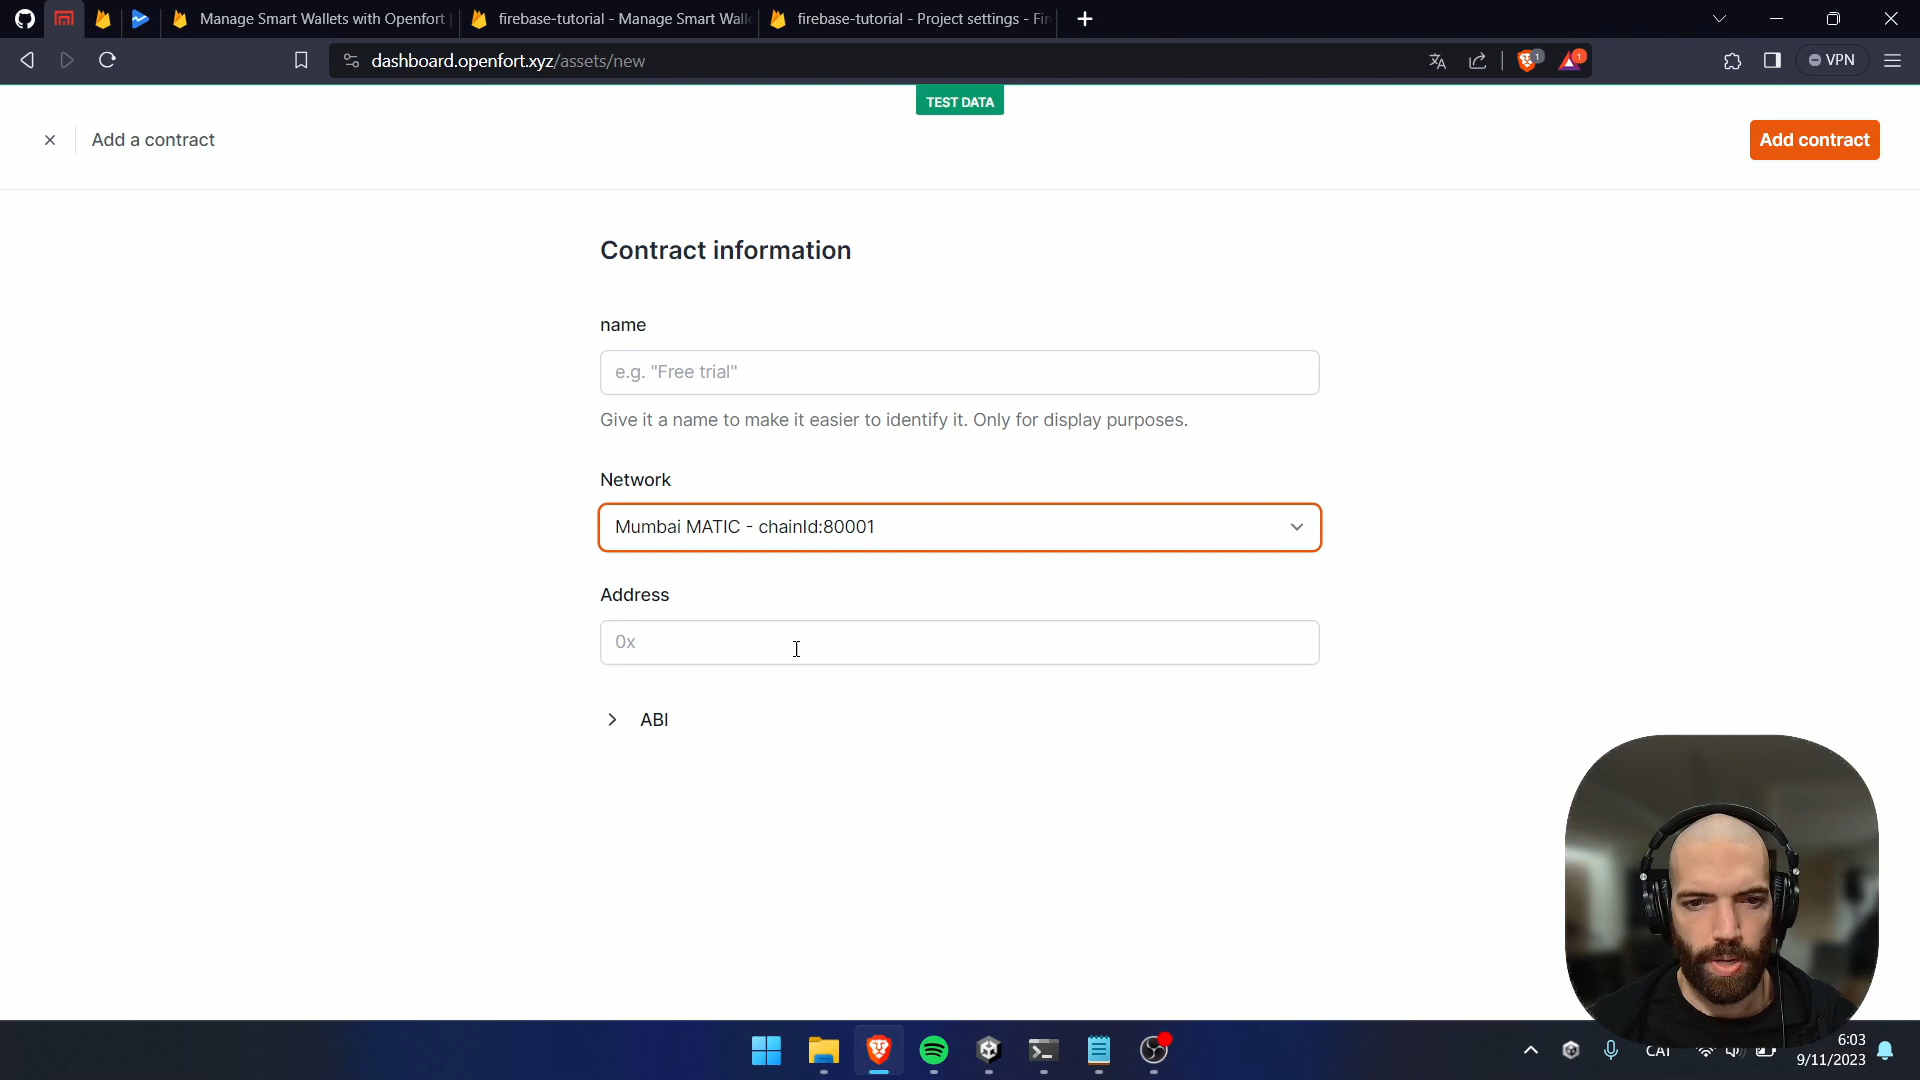 Manage Smart Wallets with Openfort
firebase-tutorial - Manage Smart Wall
firebase-tutorial - Project settings - Fir
dashboard.openfort.xyz/assets/new
1
1
VPN
TEST DATA
Add a contract
Add contract
Contract information
name
e.g. "Free trial"
Give it a name to make it easier to identify it. Only for display purposes.
Network
Mumbai MATIC - chainId:80001
Address
0x
ABI
CAT
6:03
9/11/2023